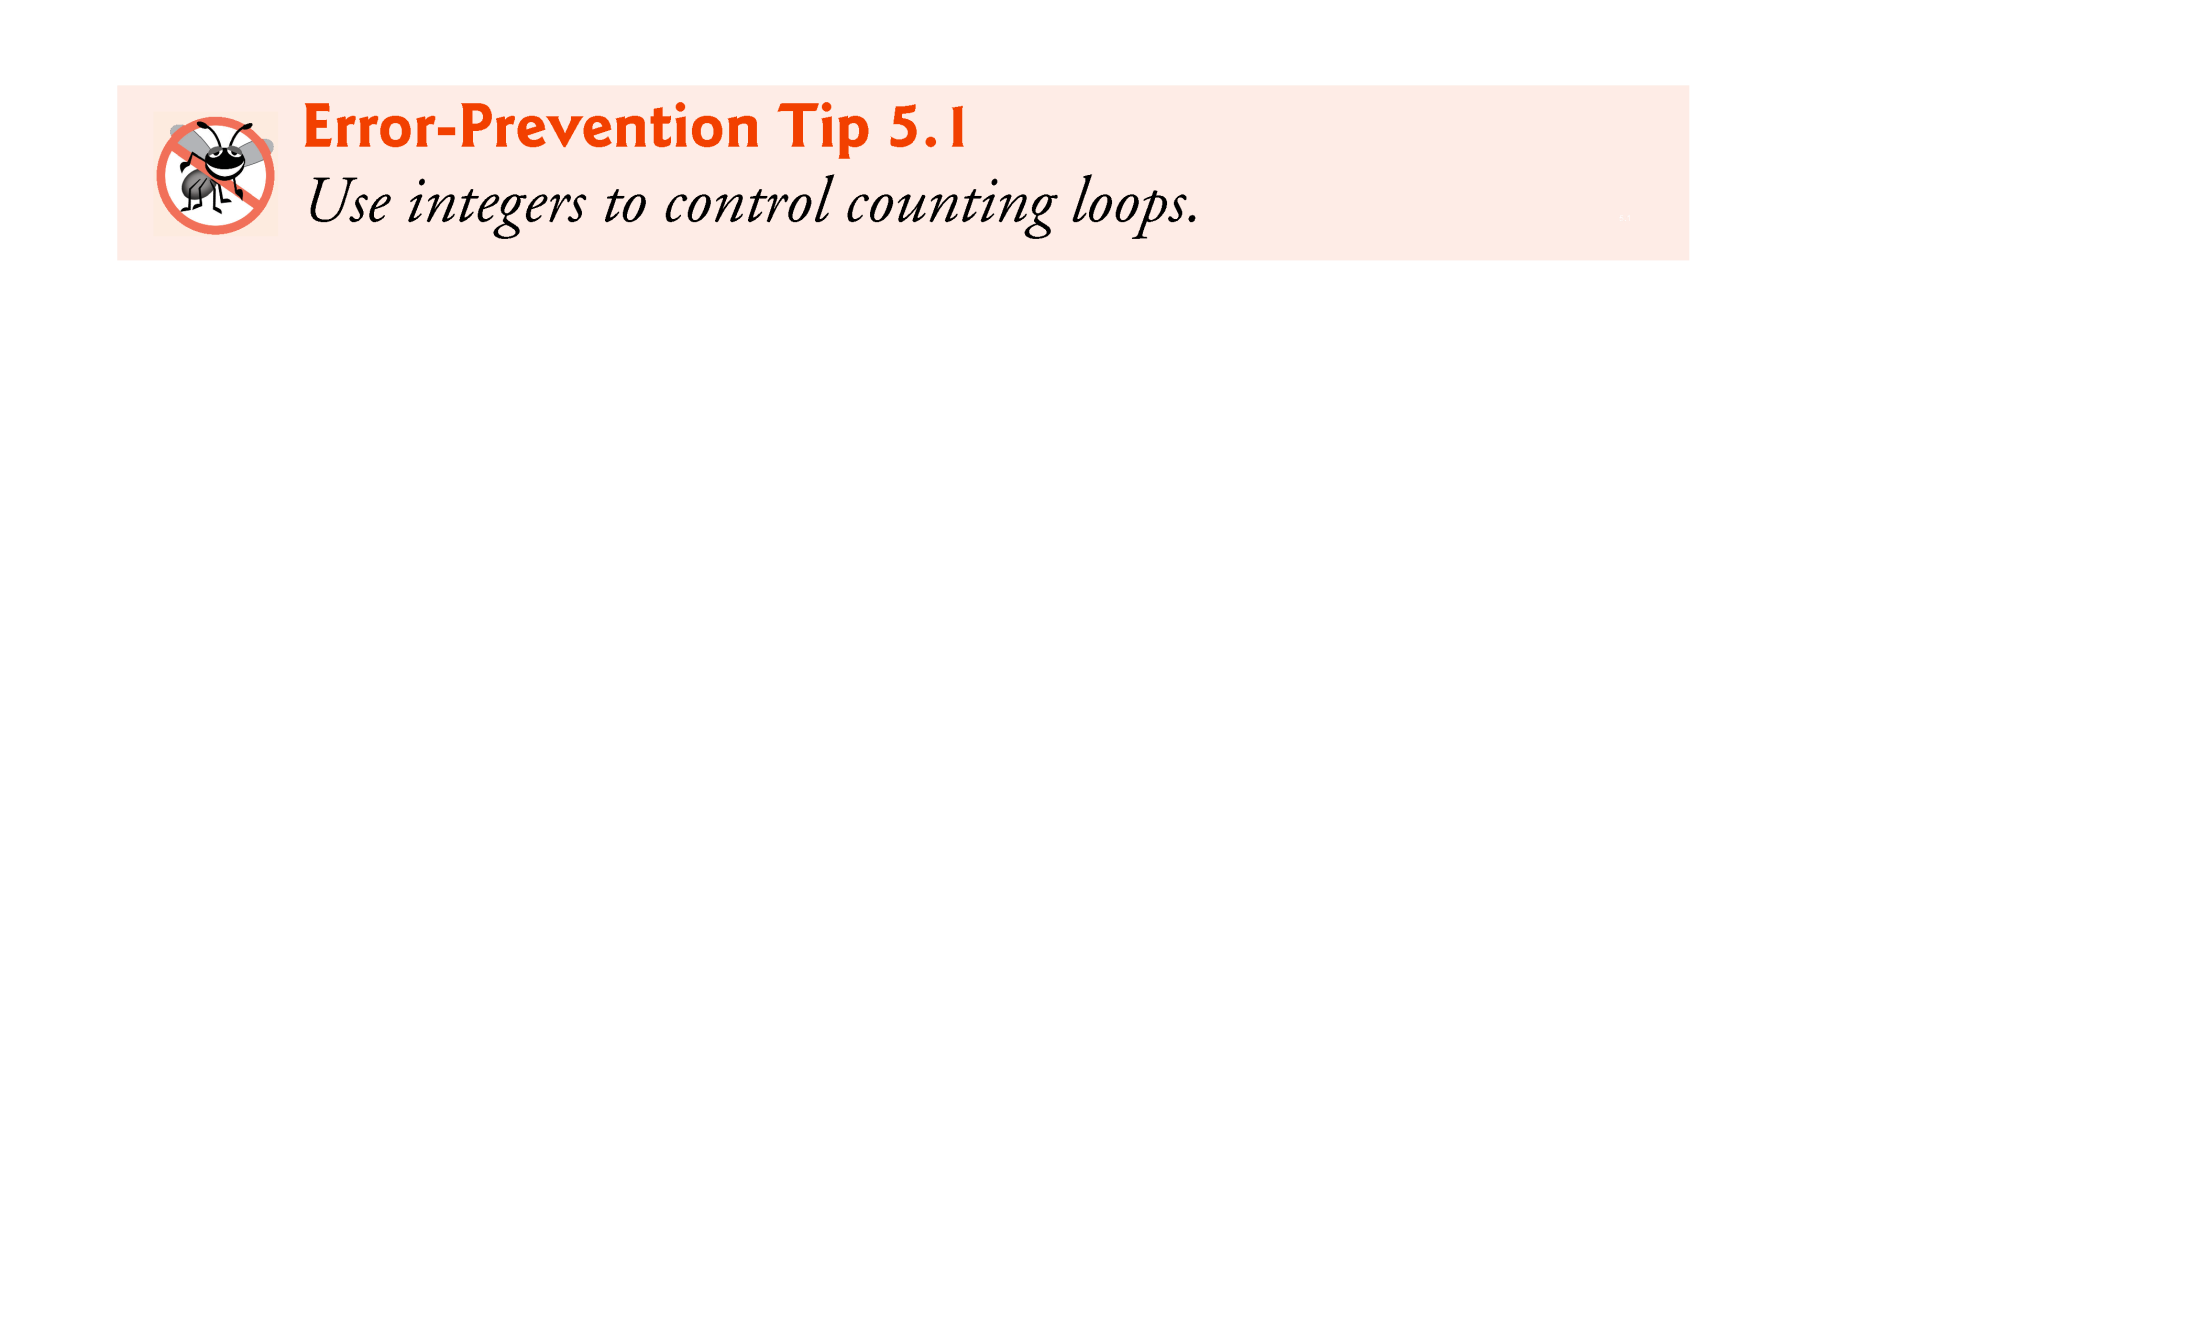 Error-Prevention Tip 5.1
Use integers to control counting loops.